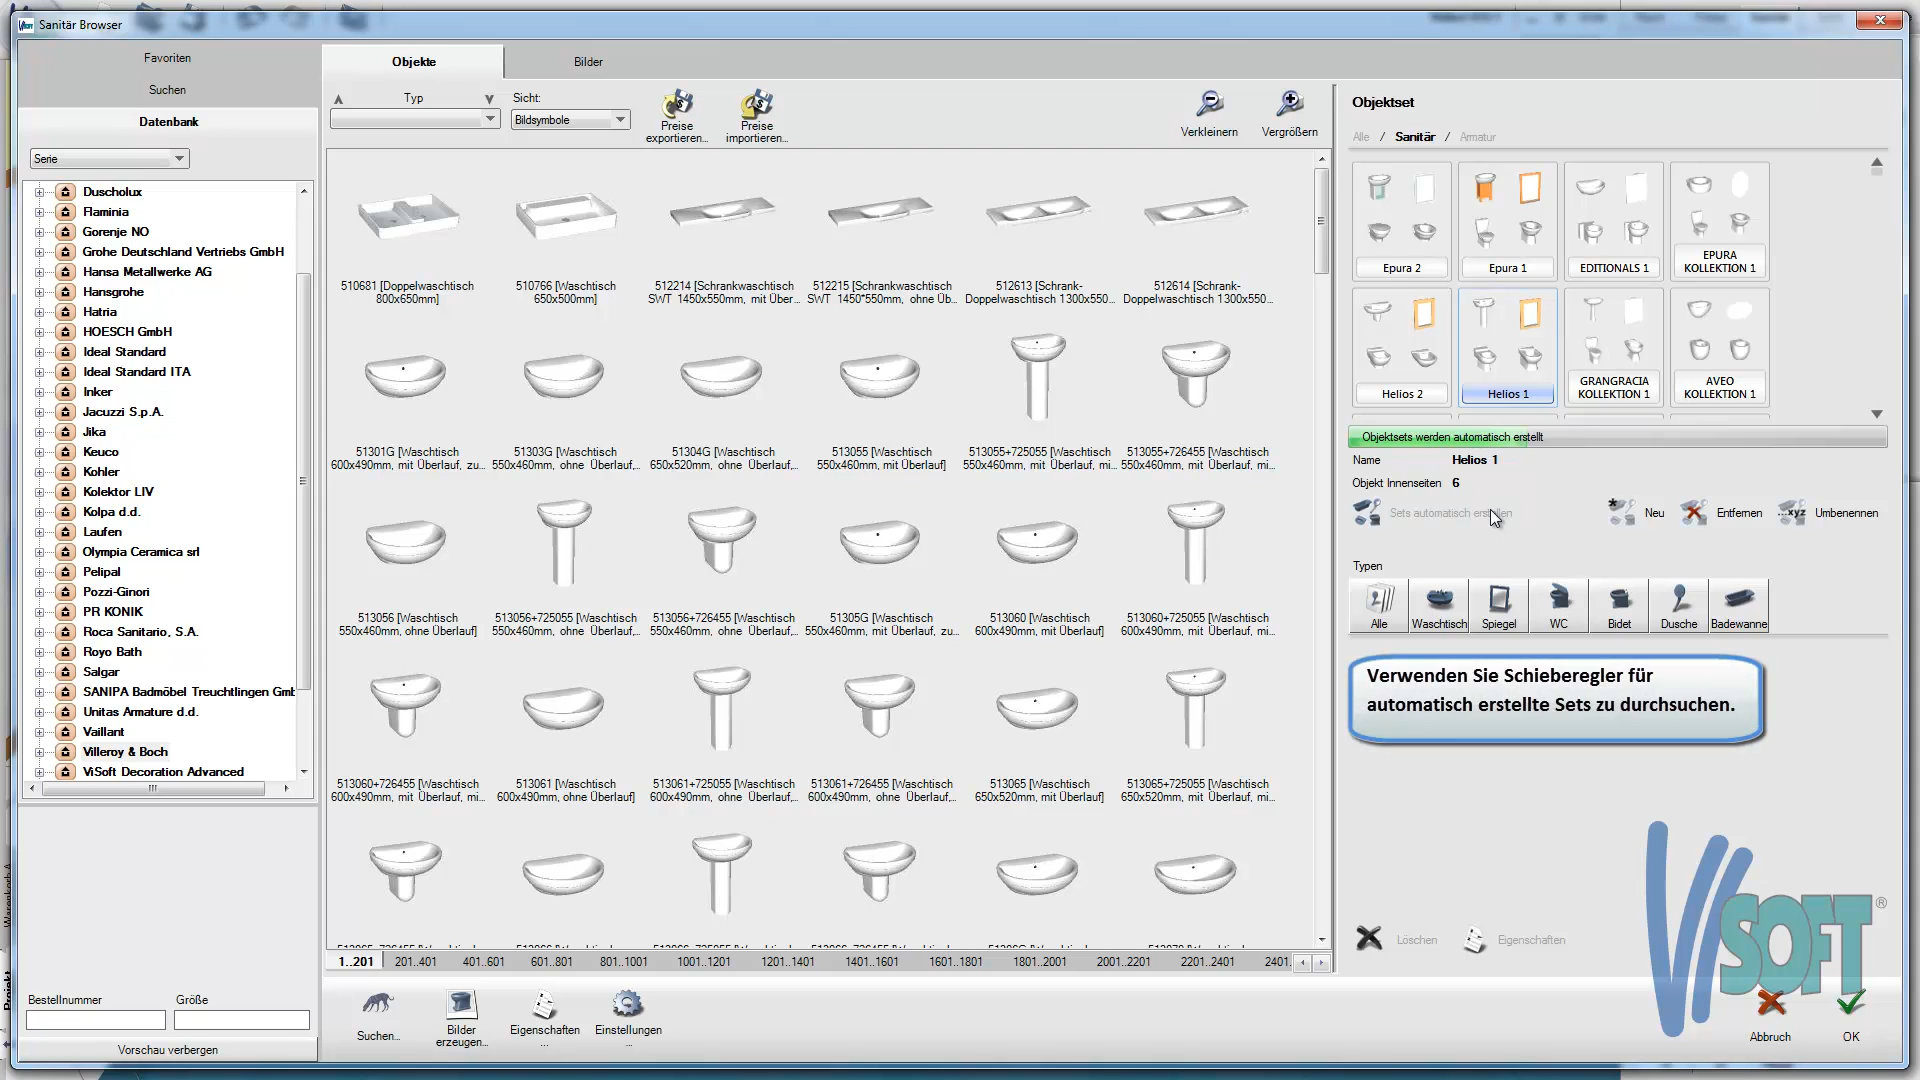 Sanitär Browser
Favoriten
Suchen
Datenbank
Serie
Duscholux
Flaminia
Gorenje NO
Grohe Deutschland Vertriebs GmbH
Hansa Metallwerke AG
Hansgrohe
Hatria
HOESCH GmbH
Ideal Standard
Ideal Standard ITA
Inker
Jacuzzi S.p.A.
Jika
Keuco
Kohler
Kolektor LIV
Kolpa d.d.
Laufen
Olympia Ceramica srl
Pelipal
Pozzi-Ginori
PR KONIK
Roca Sanitario, S.A.
Royo Bath
Salgar
SANIPA Badmöbel Treuchtlingen Gmb
Unitas Armature d.d.
Vaillant
Villeroy & Boch
ViSoft Decoration Advanced
Bestellnummer Größe
Vorschau verbergen
Objekte Bilder
Typ Sicht:
Bildsymbole
Preise exportieren...
Preise importieren...
Verkleinern Vergrößern
510681 [Doppelwaschtisch 800x650mm]
510766 [Waschtisch 650x500mm]
512214 [Schrankwaschtisch SWT 1450x550mm, mit Über...
512215 [Schrankwaschtisch SWT 1450*550mm, ohne Üb...
512613 [Schrank-Doppelwaschtisch 1300x550...
512614 [Schrank-Doppelwaschtisch 1300x550...
51301G [Waschtisch 600x490mm, mit Überlauf, zu...
51303G [Waschtisch 550x460mm, ohne Überlauf,...
51304G [Waschtisch 650x520mm, ohne Überlauf,...
513055 [Waschtisch 550x460mm, mit Überlauf]
513055+725055 [Waschtisch 550x460mm, mit Überlauf, mi...
513055+726455 [Waschtisch 550x460mm, mit Überlauf, mi...
513056 [Waschtisch 550x460mm, ohne Überlauf]
513056+725055 [Waschtisch 550x460mm, ohne Überlauf,...
513056+726455 [Waschtisch 550x460mm, ohne Überlauf,...
51305G [Waschtisch 550x460mm, mit Überlauf, zu...
513060 [Waschtisch 600x490mm, mit Überlauf]
513060+725055 [Waschtisch 600x490mm, mit Überlauf, mi...
513060+726455 [Waschtisch 600x490mm, mit Überlauf, mi...
513061 [Waschtisch 600x490mm, ohne Überlauf]
513061+725055 [Waschtisch 600x490mm, ohne Überlauf,...
513061+726455 [Waschtisch 600x490mm, ohne Überlauf,...
513065 [Waschtisch 650x520mm, mit Überlauf]
513065+725055 [Waschtisch 650x520mm, mit Überlauf, mi...
1..201 201..401 401..601 601..801 801..1001 1001..1201 1201..1401 1401..1601 1601..1801 1801..2001 2001..2201 2201..2401 2401.
Suchen...
Bilder erzeugen...
Eigenschaften ...
Einstellungen ...
Objektset
Alle / Sanitär / Armatur
Epura 2
Epura 1
EDITIONALS 1
EPURA KOLLEKTION 1
Helios 2
Helios 1
GRANGRACIA KOLLEKTION 1
AVEO KOLLEKTION 1
Objektsets werden automatisch erstellt
Name Helios 1
Objekt Innenseiten 6
Sets automatisch erstellen
Neu Entfernen Umbenennen
Typen
Alle Waschtisch Spiegel WC Bidet Dusche Badewanne
Verwenden Sie Schieberegler für
automatisch erstellte Sets zu durchsuchen.
Löschen Eigenschaften
ViSOFT ®
Abbruch OK